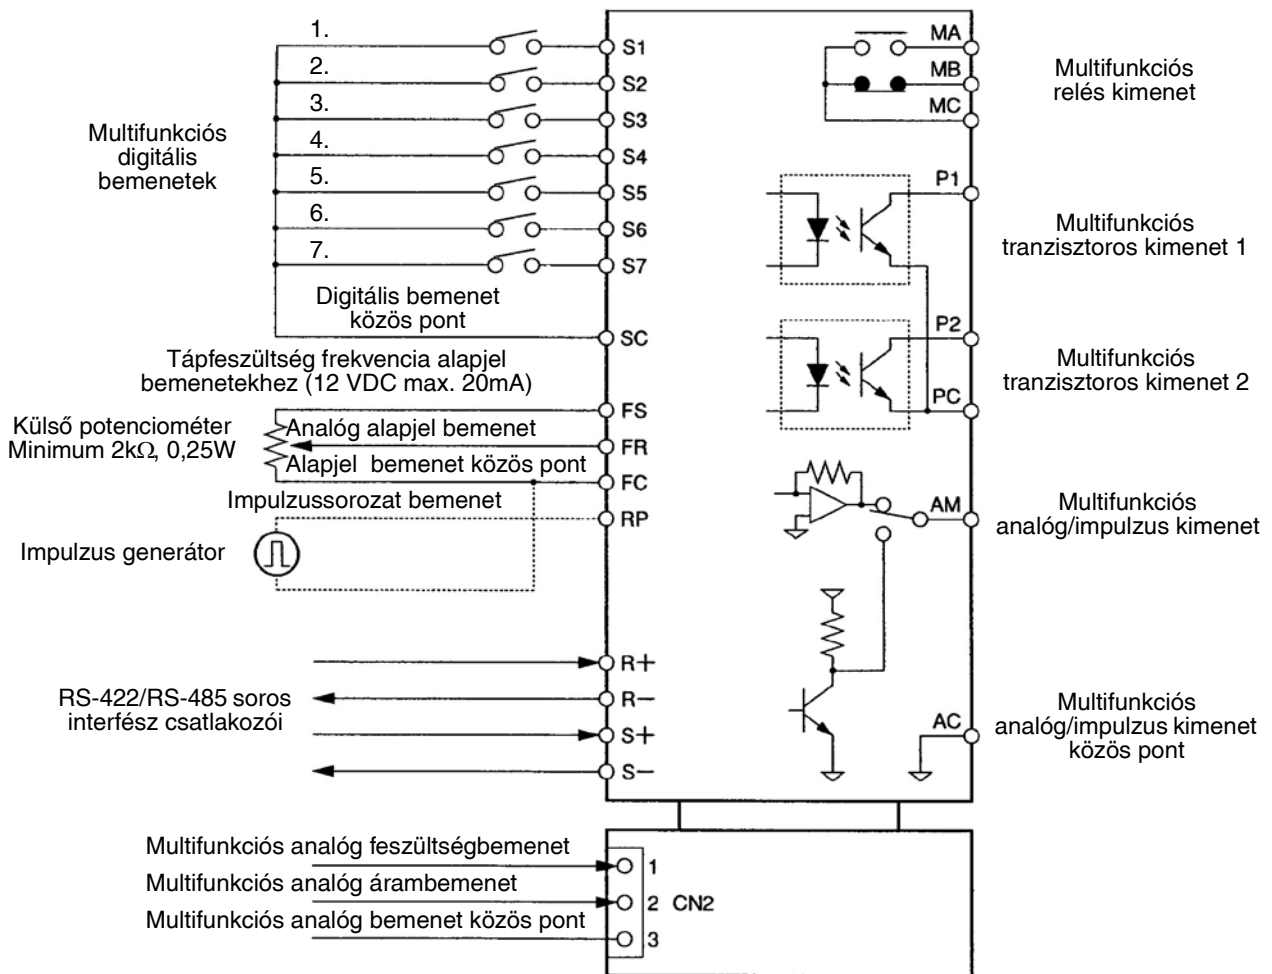 1.
S1
2.
S2
3.
S3
4.
S4
5.
S5
6.
S6
7.
S7
Multifunkciós
digitális
bemenetek
Digitális bemenet
közös pont
SC
Tápfeszültség frekvencia alapjel
bemenetekhez (12 VDC max. 20mA)
FS
Külső potenciométer
Minimum 2kΩ, 0,25W
Analóg alapjel bemenet
FR
Alapjel bemenet közös pont
FC
Impulzussorozat bemenet
RP
Impulzus generátor
R+
R−
S+
S−
RS-422/RS-485 soros
interfész csatlakozói
MA
MB
MC
Multifunkciós
relés kimenet
P1
Multifunkciós
tranzisztoros kimenet 1
P2
PC
Multifunkciós
tranzisztoros kimenet 2
AM
Multifunkciós
analóg/impulzus kimenet
AC
Multifunkciós
analóg/impulzus kimenet
közös pont
Multifunkciós analóg feszültségbemenet
1
Multifunkciós analóg árambemenet
2 CN2
Multifunkciós analóg bemenet közös pont
3